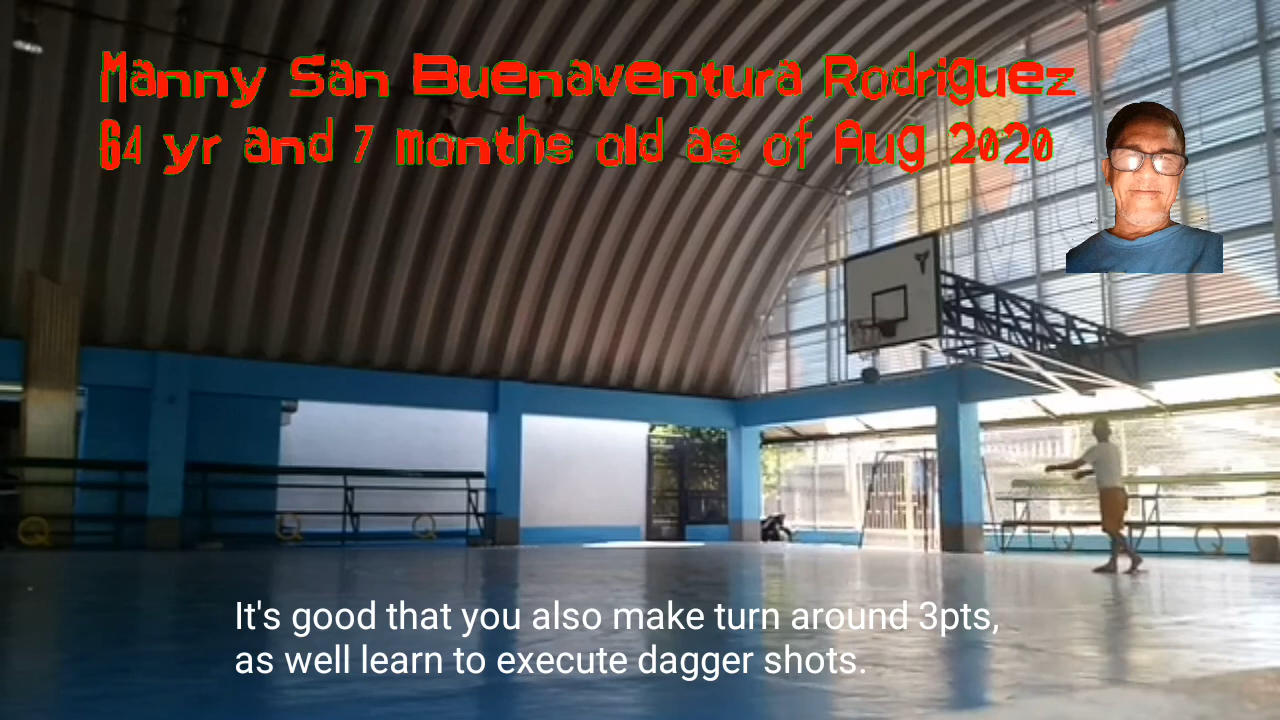 Manny San Buenaventura Rodriguez
64 yr and 7 months old as of Aug 2020
It's good that you also make turn around 3pts,
as well learn to execute dagger shots.